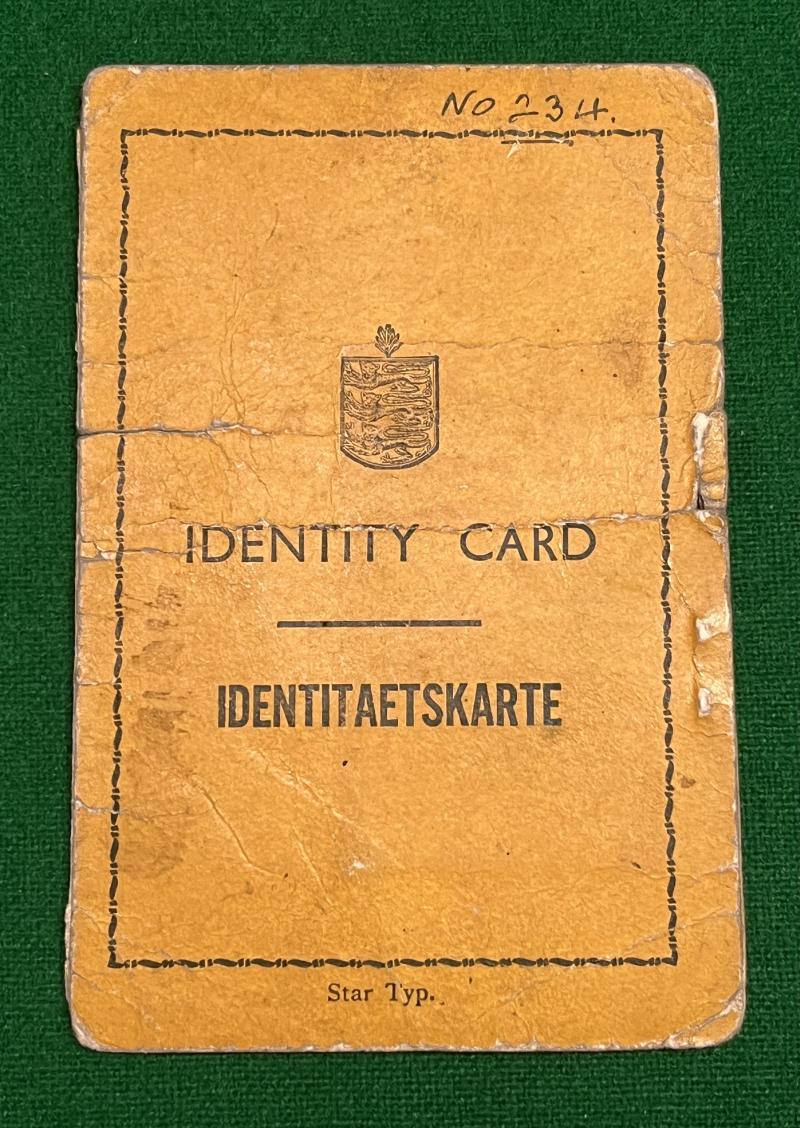 No 234.
IDENTITY CARD
IDENTITAETSKARTE
Star Typ.